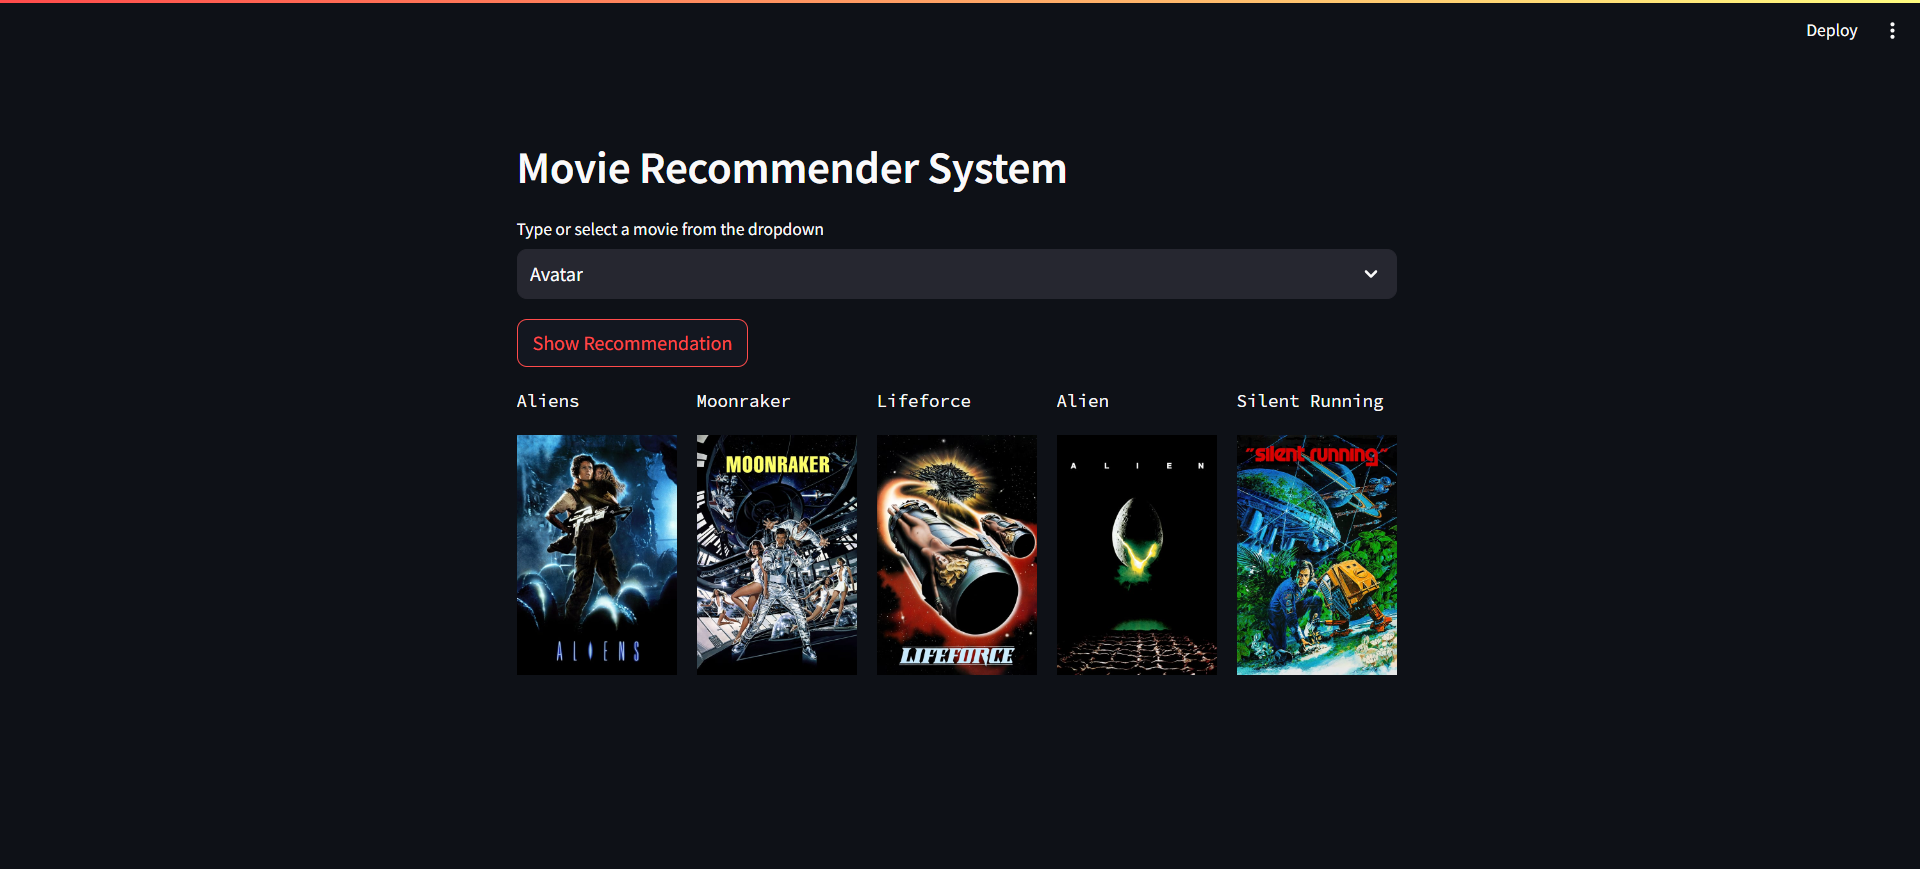 Deploy
Movie Recommender System
Type or select a movie from the dropdown
Avatar
Show Recommendation
Aliens Moonraker Lifeforce Alien Silent Running
ALIENS
MOONRAKER
LIFEFORCE
ALIEN
"silent running"